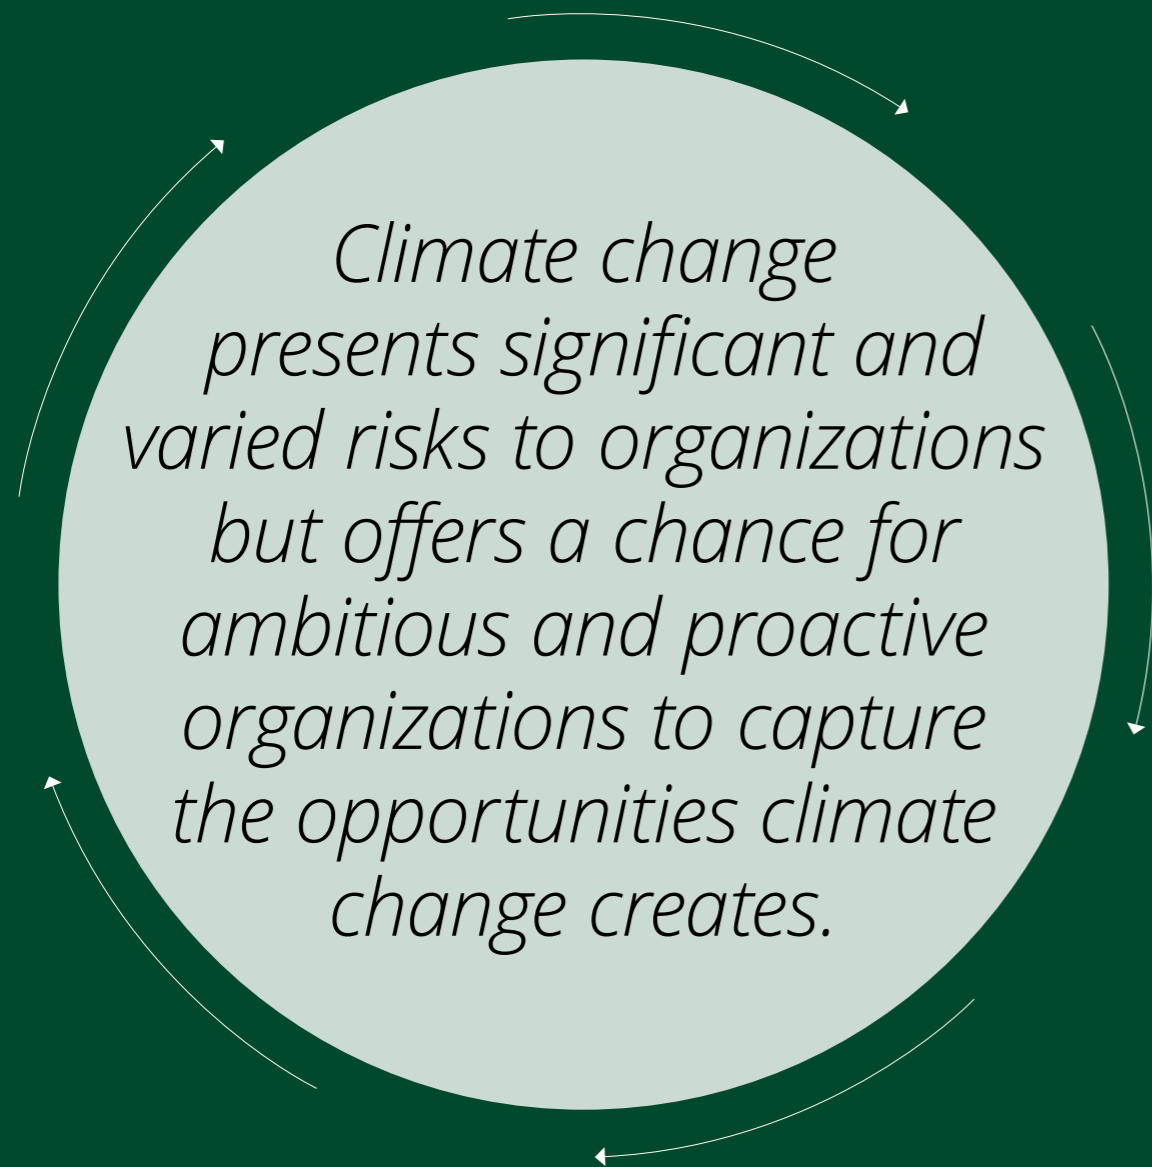 Climate change
presents significant and
varied risks to organizations
but offers a chance for
ambitious and proactive
organizations to capture
the opportunities climate
change creates.